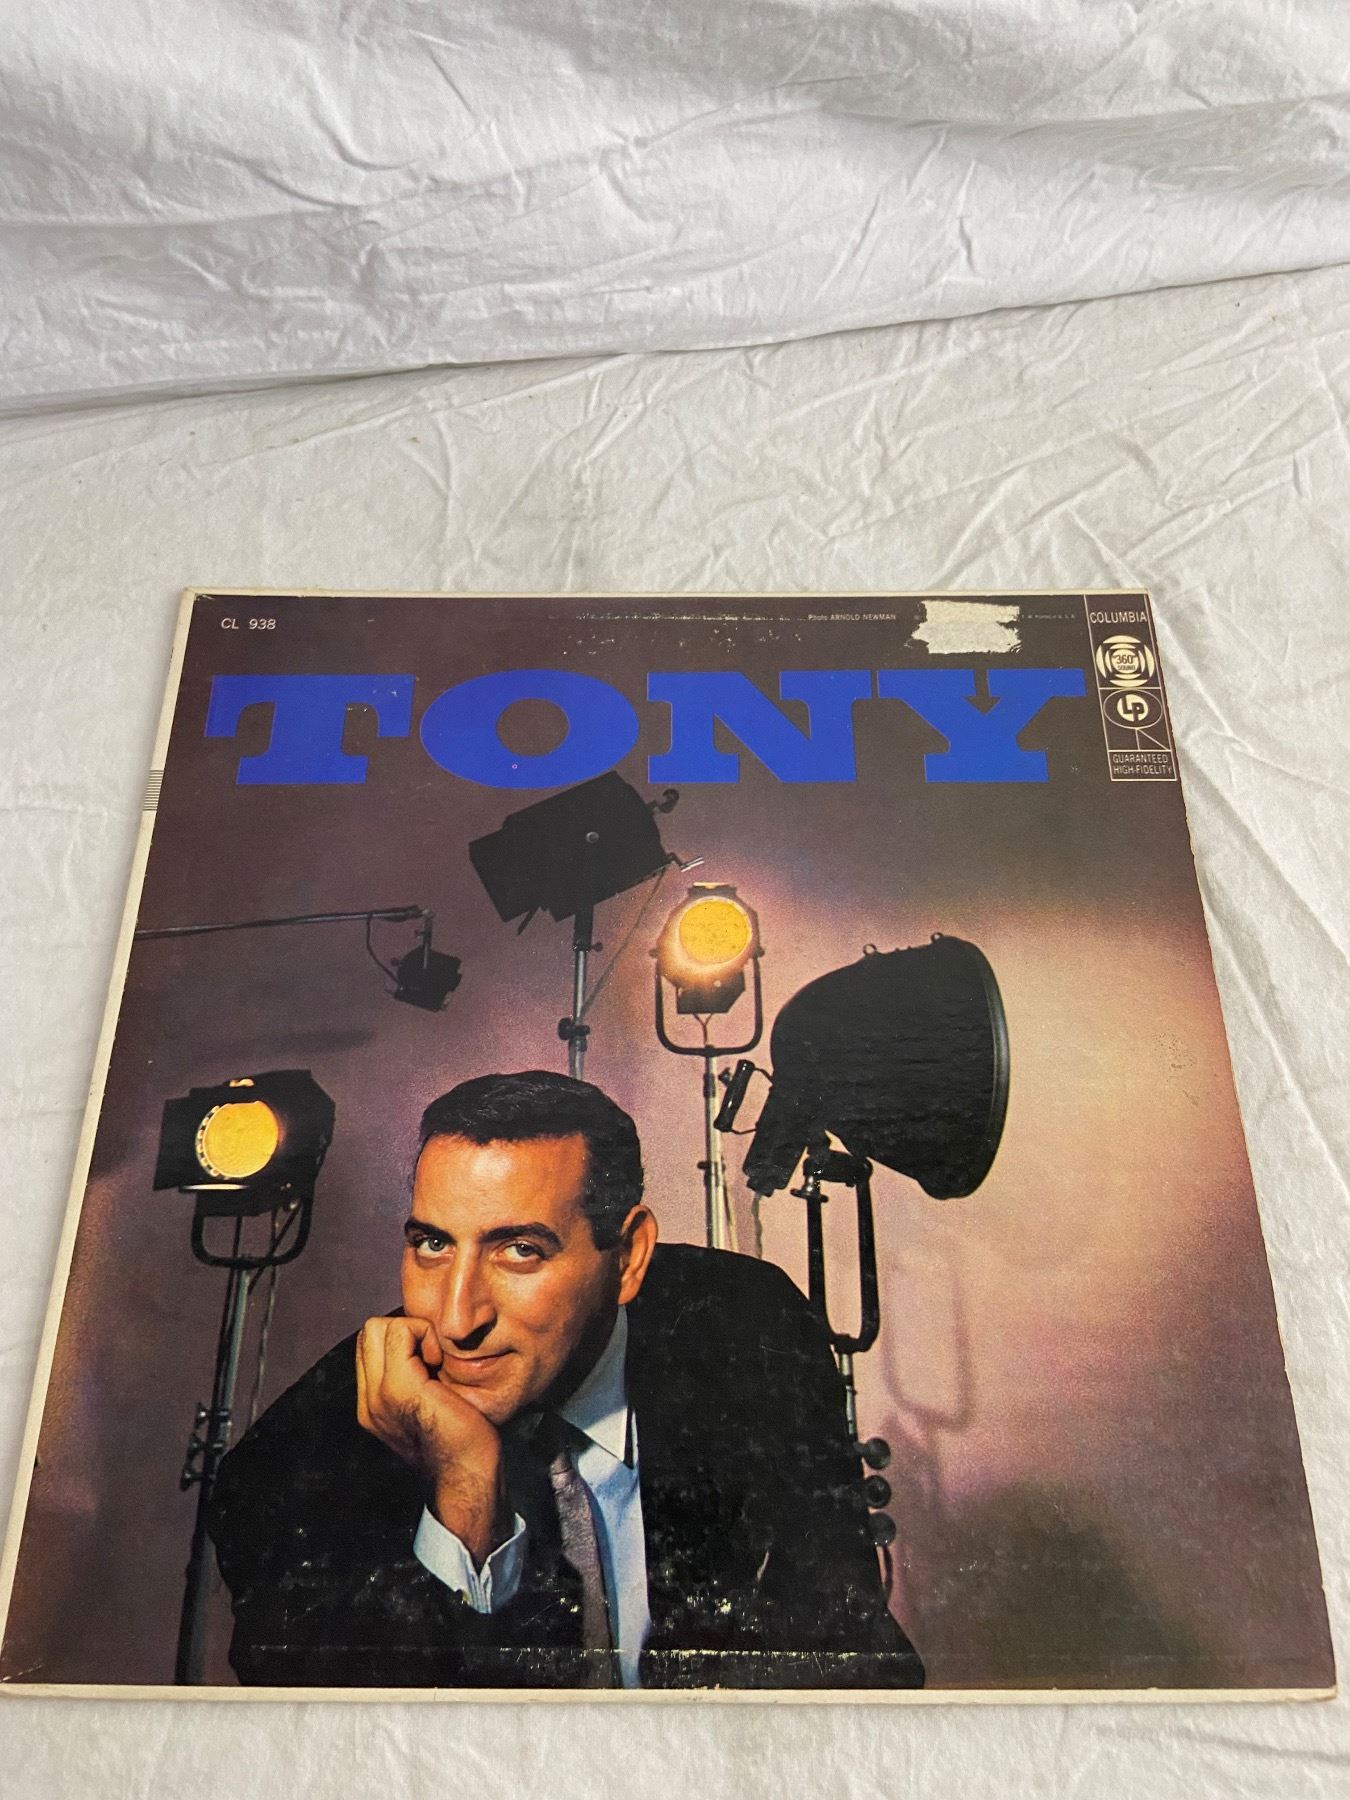 CL 938
Photo ARNOLD NEWMAN
COLUMBIA
TONY
"360"
SOUND
LP
GUARANTEED
HIGH-FIDELITY